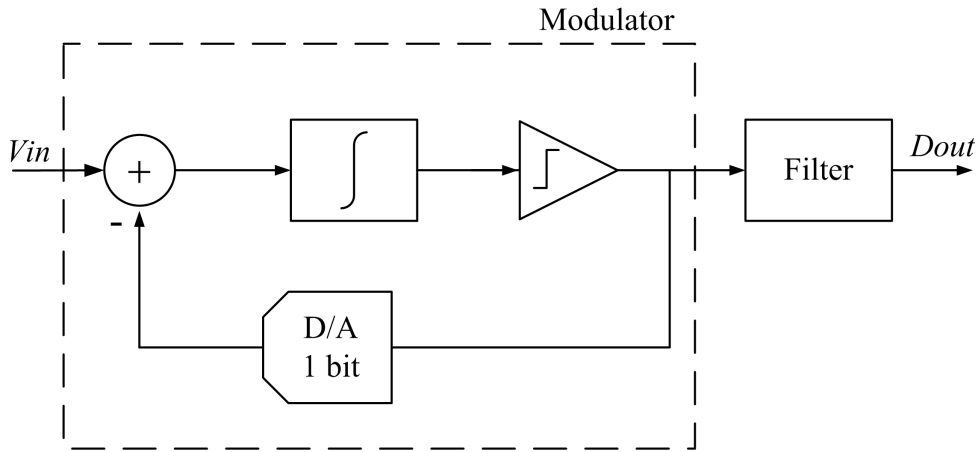 Modulator
Vin
+
-
Filter
Dout
D/A
1 bit